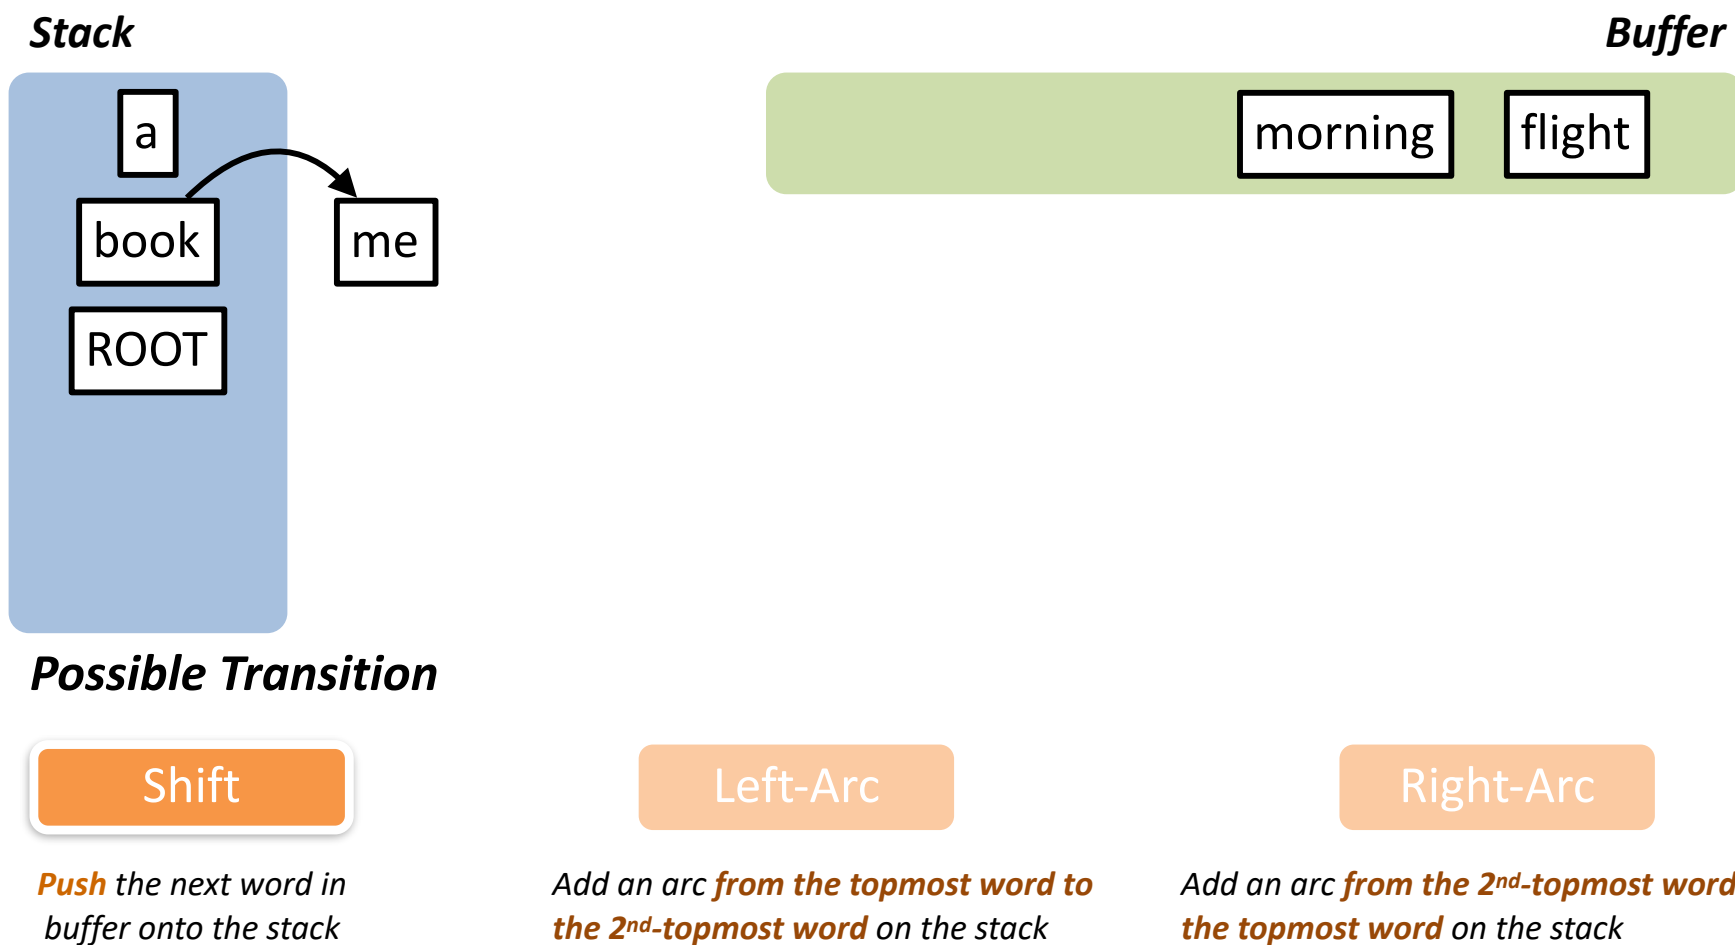 Stack
Buffer
a
morning
flight
book
me
ROOT
Possible Transition
Shift
Left-Arc
Right-Arc
Push the next word in
buffer onto the stack
Add an arc from the topmost word to
the 2nd-topmost word on the stack
Add an arc from the 2nd-topmost word
the topmost word on the stack